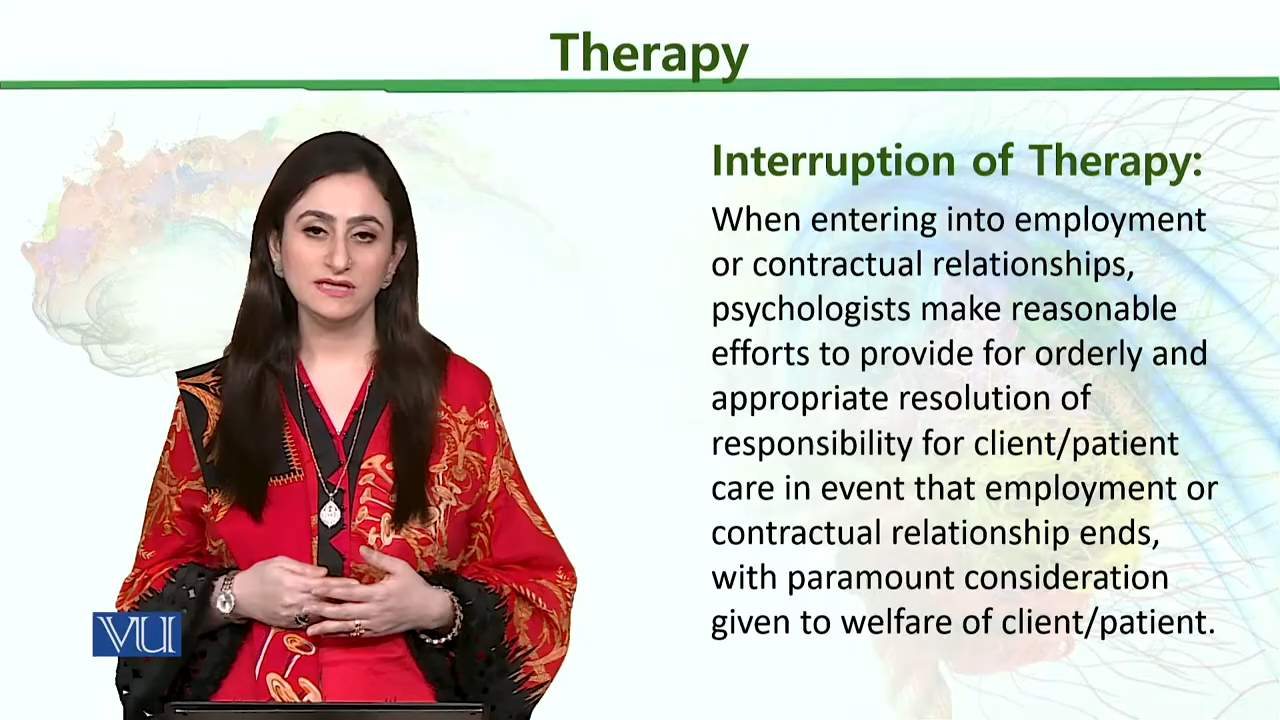 Therapy
Interruption of Therapy:
When entering into employment
or contractual relationships,
psychologists make reasonable
efforts to provide for orderly and
appropriate resolution of
responsibility for client/patient
care in event that employment or
contractual relationship ends,
with paramount consideration
given to welfare of client/patient.
VU